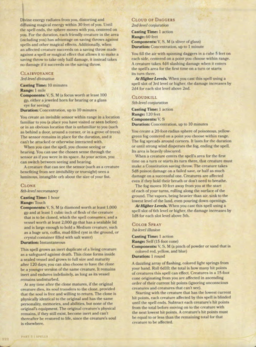 Divine energy radiates from you, distorting and
diffusing magical energy within 30 feet of you. Until
the spell ends, the sphere moves with you, centered on
you. For the duration, each friendly creature in the area
(including you) has advantage on saving throws against
spells and other magical effects. Additionally, when
an affected creature succeeds on a saving throw made
against a spell or magical effect that allows it to make a
saving throw to take only half damage, it instead takes
no damage if it succeeds on the saving throw.
CLAIRVOYANCE
3rd-level divination
Casting Time: 10 minutes
Range: 1 mile
Components: V, S, M (a focus worth at least 100
gp, either a jeweled horn for hearing or a glass
eye for seeing)
Duration: Concentration, up to 10 minutes
You create an invisible sensor within range in a location
familiar to you (a place you have visited or seen before)
or in an obvious location that is unfamiliar to you (such
as behind a door, around a corner, or in a grove of trees).
The sensor remains in place for the duration, and it
can't be attacked or otherwise interacted with.
When you cast the spell, you choose seeing or
hearing. You can use the chosen sense through the
sensor as if you were in its space. As your action, you
can switch between seeing and hearing.
A creature that can see the sensor (such as a creature
benefiting from see invisibility or truesight) sees a
luminous, intangible orb about the size of your fist.
CLONE
8th-level necromancy
Casting Time: 1 hour
Range: Touch
Components: V, S, M (a diamond worth at least 1,000
gp and at least 1 cubic inch of flesh of the creature
that is to be cloned, which the spell consumes, and a
vessel worth at least 2,000 gp that has a sealable lid
and is large enough to hold a Medium creature, such
as a huge urn, coffin, mud-filled cyst in the ground, or
crystal container filled with salt water)
Duration: Instantaneous
This spell grows an inert duplicate of a living creature
as a safeguard against death. This clone forms inside
a sealed vessel and grows to full size and maturity
after 120 days; you can also choose to have the clone
be a younger version of the same creature. It remains
inert and endures indefinitely, as long as its vessel
remains undisturbed.
At any time after the clone matures, if the original
creature dies, its soul transfers to the clone, provided
that the soul is free and willing to return. The clone is
physically identical to the original and has the same
personality, memories, and abilities, but none of the
original's equipment. The original creature's physical
remains, if they still exist, become inert and can't
thereafter be restored to life, since the creature's soul
is elsewhere.
CLOUD OF DAGGERS
2nd-level conjuration
Casting Time: 1 action
Range: 60 feet
Components: V, S, M (a sliver of glass)
Duration: Concentration, up to 1 minute
You fill the air with spinning daggers in a cube 5 feet on
each side, centered on a point you choose within range.
A creature takes 4d4 slashing damage when it enters
the spell's area for the first time on a turn or starts
its turn there.
At Higher Levels. When you cast this spell using a
spell slot of 3rd level or higher, the damage increases by
2d4 for each slot level above 2nd.
CLOUDKILL
5th-level conjuration
Casting Time: 1 action
Range: 120 feet
Components: V, S
Duration: Concentration, up to 10 minutes
You create a 20-foot-radius sphere of poisonous, yellow-
green fog centered on a point you choose within range.
The fog spreads around corners. It lasts for the duration
or until strong wind disperses the fog, ending the spell.
Its area is heavily obscured.
When a creature enters the spell's area for the first
time on a turn or starts its turn there, that creature must
make a Constitution saving throw. The creature takes
5d8 poison damage on a failed save, or half as much
damage on a successful one. Creatures are affected
even if they hold their breath or don't need to breathe.
The fog moves 10 feet away from you at the start
of each of your turns, rolling along the surface of the
ground. The vapors, being heavier than air, sink to the
lowest level of the land, even pouring down openings.
At Higher Levels. When you cast this spell using a
spell slot of 6th level or higher, the damage increases by
1d8 for each slot level above 5th.
COLOR SPRAY
1st-level illusion
Casting Time: 1 action
Range: Self (15-foot cone)
Components: V, S, M (a pinch of powder or sand that is
colored red, yellow, and blue)
Duration: 1 round
A dazzling array of flashing, colored light springs from
your hand. Roll 6d10; the total is how many hit points
of creatures this spell can effect. Creatures in a 15-foot
cone originating from you are affected in ascending
order of their current hit points (ignoring unconscious
creatures and creatures that can't see).
Starting with the creature that has the lowest current
hit points, each creature affected by this spell is blinded
until the spell ends. Subtract each creature's hit points
from the total before moving on to the creature with
the next lowest hit points. A creature's hit points must
be equal to or less than the remaining total for that
creature to be affected.